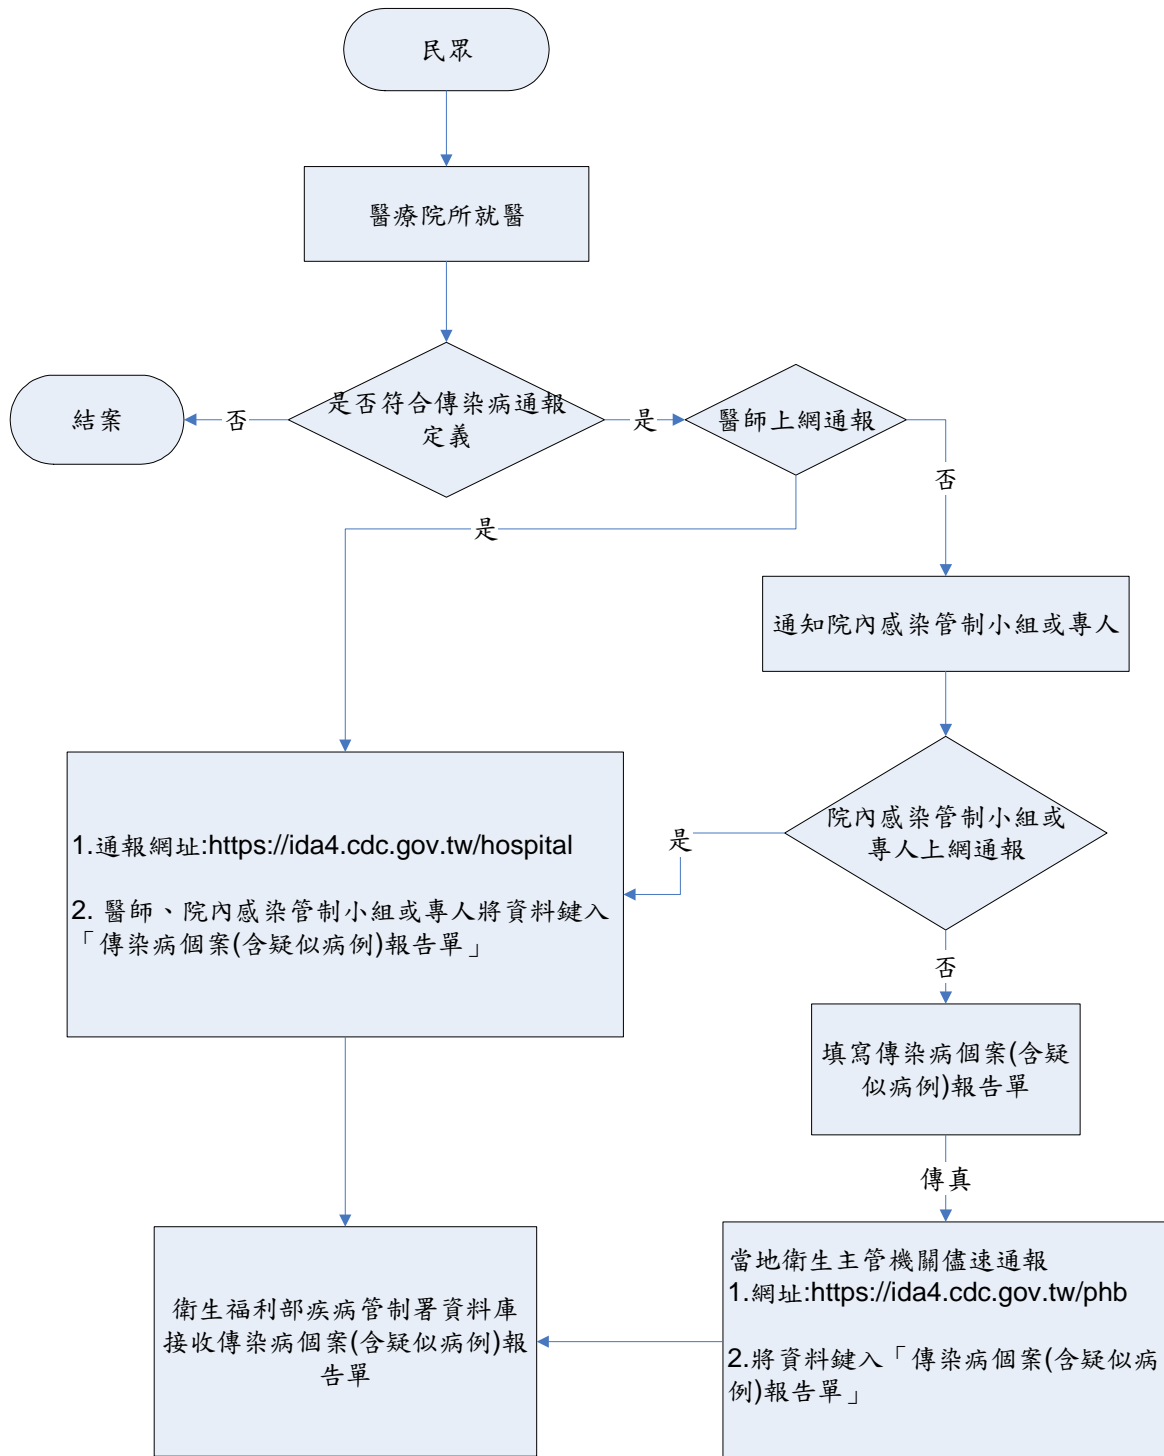 民眾
醫療院所就醫
是否符合傳染病通報
定義
否
結案
是
醫師上網通報
是
否
通知院內感染管制小組或專人
院內感染管制小組或
專人上網通報
是
1.通報網址:https://ida4.cdc.gov.tw/hospital
2. 醫師、院內感染管制小組或專人將資料鍵入
「傳染病個案(含疑似病例)報告單」
否
填寫傳染病個案(含疑
似病例)報告單
傳真
當地衛生主管機關儘速通報
1.網址:https://ida4.cdc.gov.tw/phb
2.將資料鍵入「傳染病個案(含疑似病
例)報告單」
衛生福利部疾病管制署資料庫
接收傳染病個案(含疑似病例)報
告單